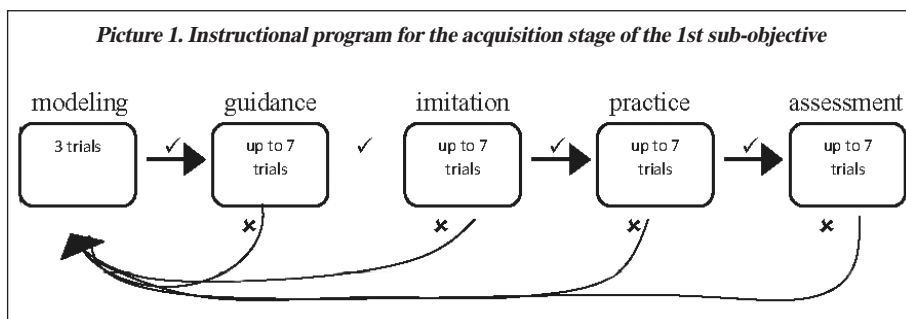 Picture 1. Instructional program for the acquisition stage of the 1st sub-objective
modeling guidance imitation practice assessment
3 trials ✓ up to 7 ✓ up to 7 ✓ up to 7 ✓ up to 7
trials trials trials trials
✘ ✘ ✘ ✘